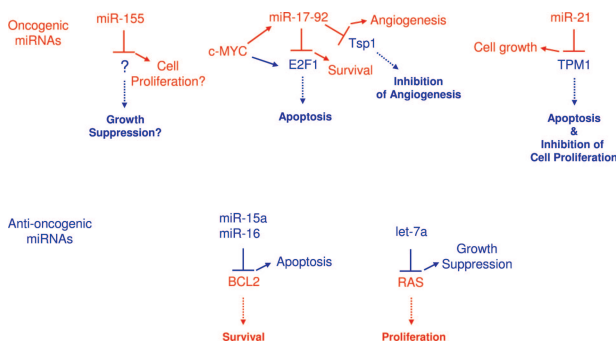 Oncogenic
miRNAs
miR-155
?
Cell
Proliferation?
Growth
Suppression?
c-MYC
miR-17-92
E2F1
Survival
Apoptosis
Tsp1
Angiogenesis
Inhibition
of Angiogenesis
miR-21
Cell growth
TPM1
Apoptosis
&
Inhibition of
Cell Proliferation
Anti-oncogenic
miRNAs
miR-15a
miR-16
BCL2
Apoptosis
Survival
let-7a
RAS
Growth
Suppression
Proliferation